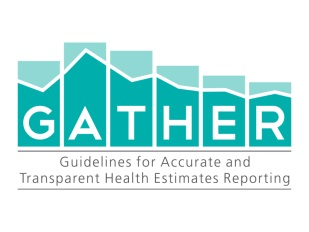 GATHER
Guidelines for Accurate and
Transparent Health Estimates Reporting